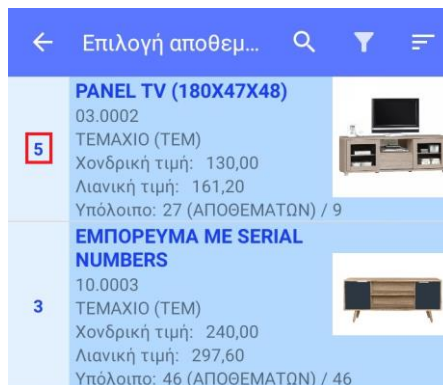 Επιλογή αποθεμ...
PANEL TV (180X47X48)
03.0002
5
ΤΕΜΑΧΙΟ (ΤΕΜ)
Χονδρική τιμή: 130,00
Λιανική τιμή: 161,20
Υπόλοιπο: 27 (ΑΠΟΘΕΜΑΤΩΝ) / 9
ΕΜΠΟΡΕΥΜΑ ΜΕ SERIAL
NUMBERS
10.0003
3
ΤΕΜΑΧΙΟ (ΤΕΜ)
Χονδρική τιμή: 240,00
Λιανική τιμή: 297,60
Υπόλοιπο: 46 (ΑΠΟΘΕΜΑΤΩΝ) / 46